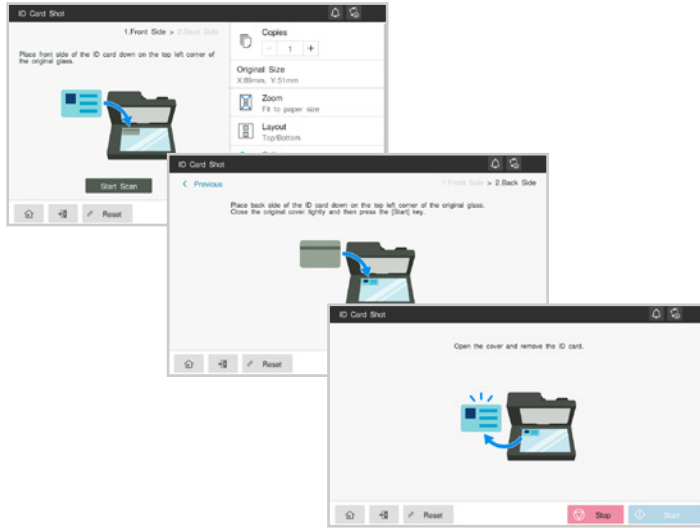 ID Card Shot
1.Front Side > 2.Back Side
Place front side of the ID card down on the top left corner of
the original glass.
Start Scan
Reset
Copies
1
Original Size
X:89mm, Y:51mm
Zoom
Fit to paper size
Layout
Top/Bottom
ID Card Shot
Previous
1.Front Side > 2.Back Side
Place back side of the ID card down on the top left corner of the original glass.
Close the original cover tightly and then press the [Start] key.
Reset
ID Card Shot
Open the cover and remove the ID card.
Reset
Stop
Start